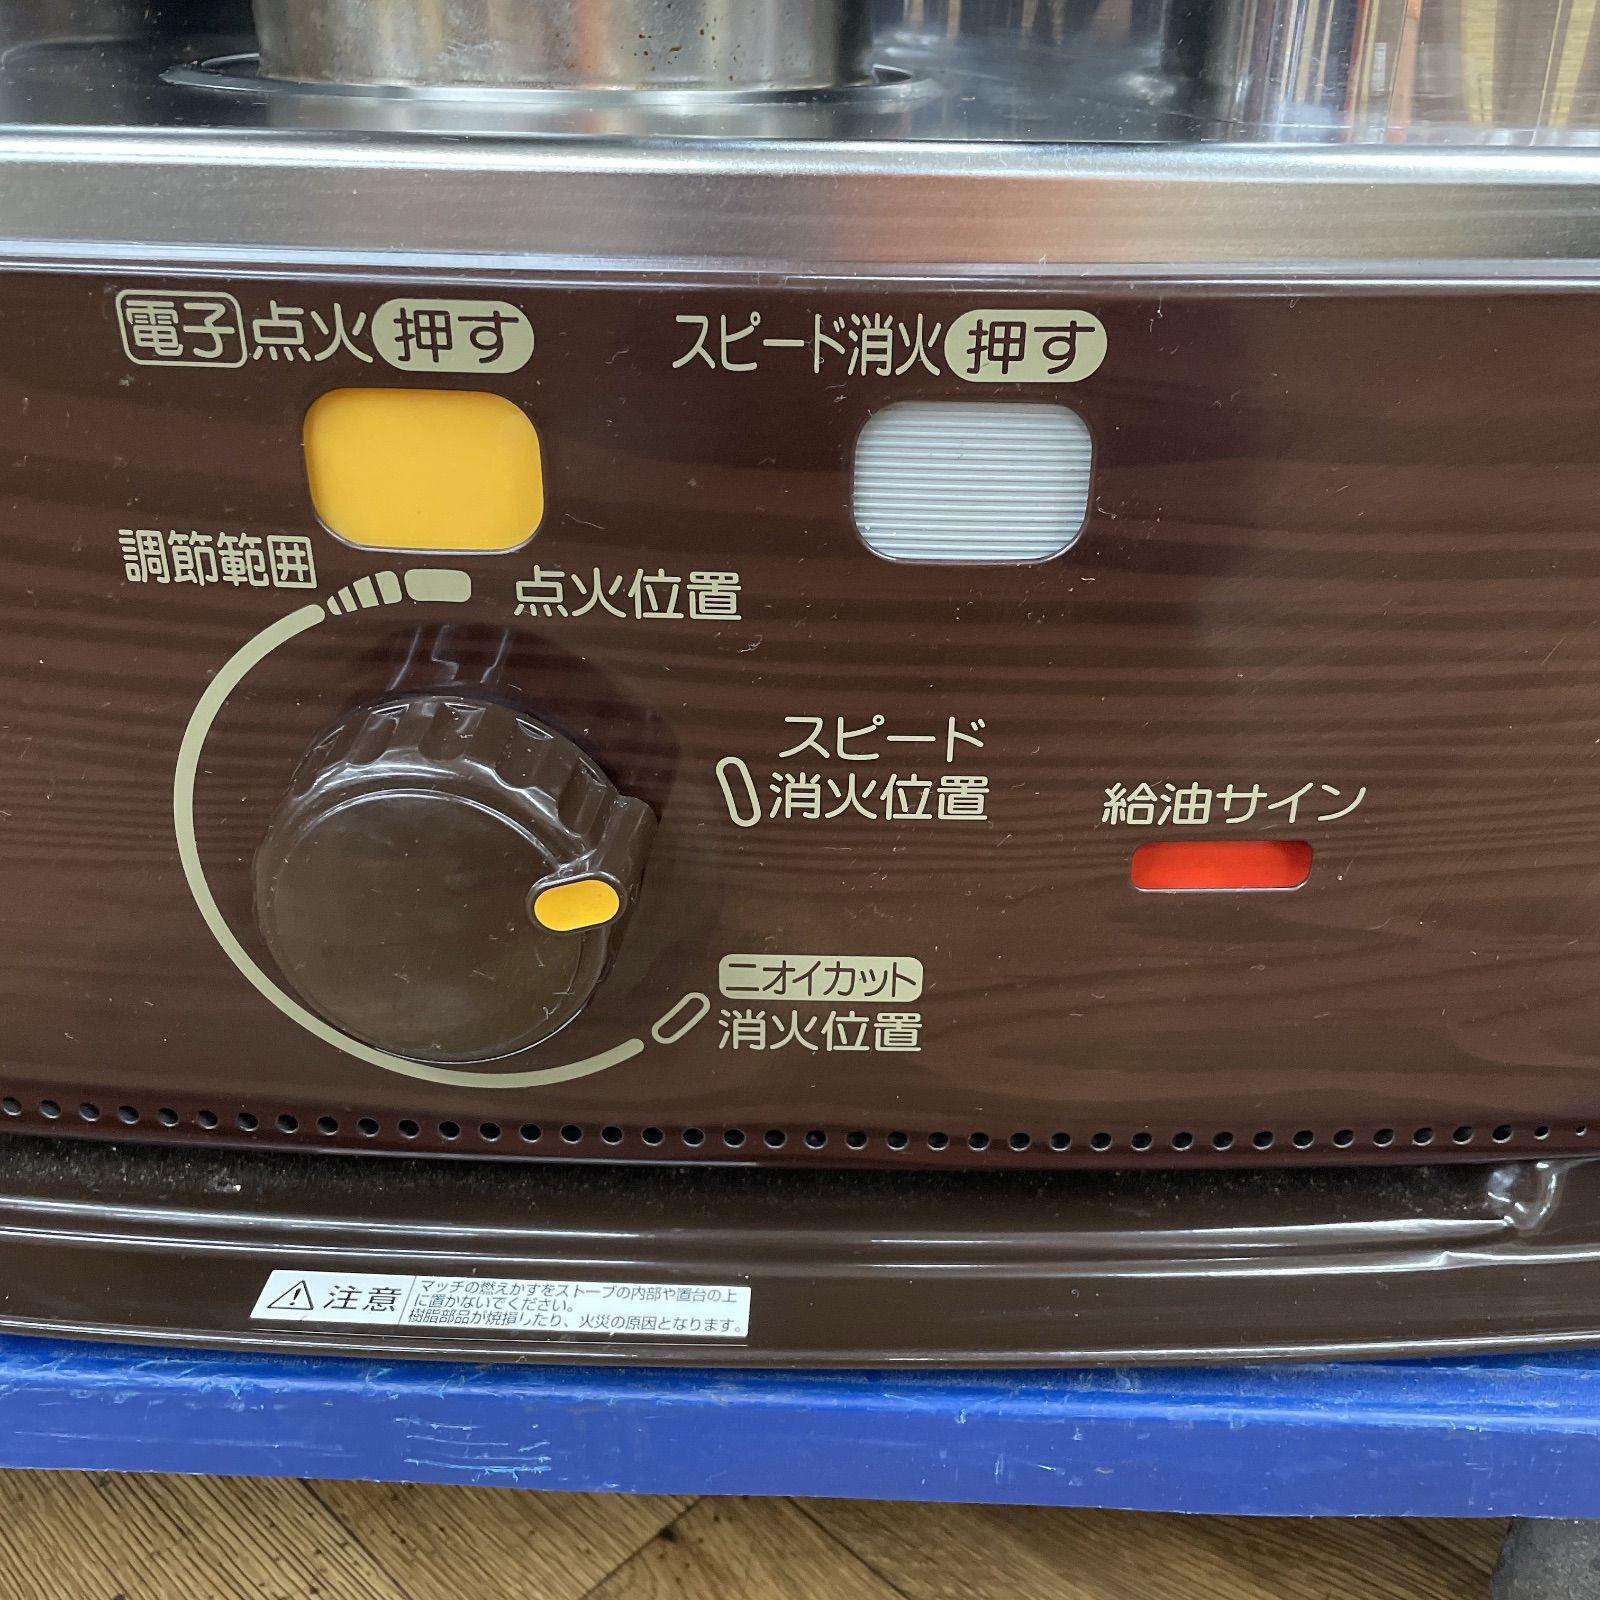 電子点火押す
スピード消火押す
調節範囲
点火位置
スピード
消火位置
給油サイン
ニオイカット
消火位置
注意
マッチの燃えかすをストーブの内部や置台の上
に置かないでください。
樹脂部品が焼損したり、火災の原因となります。